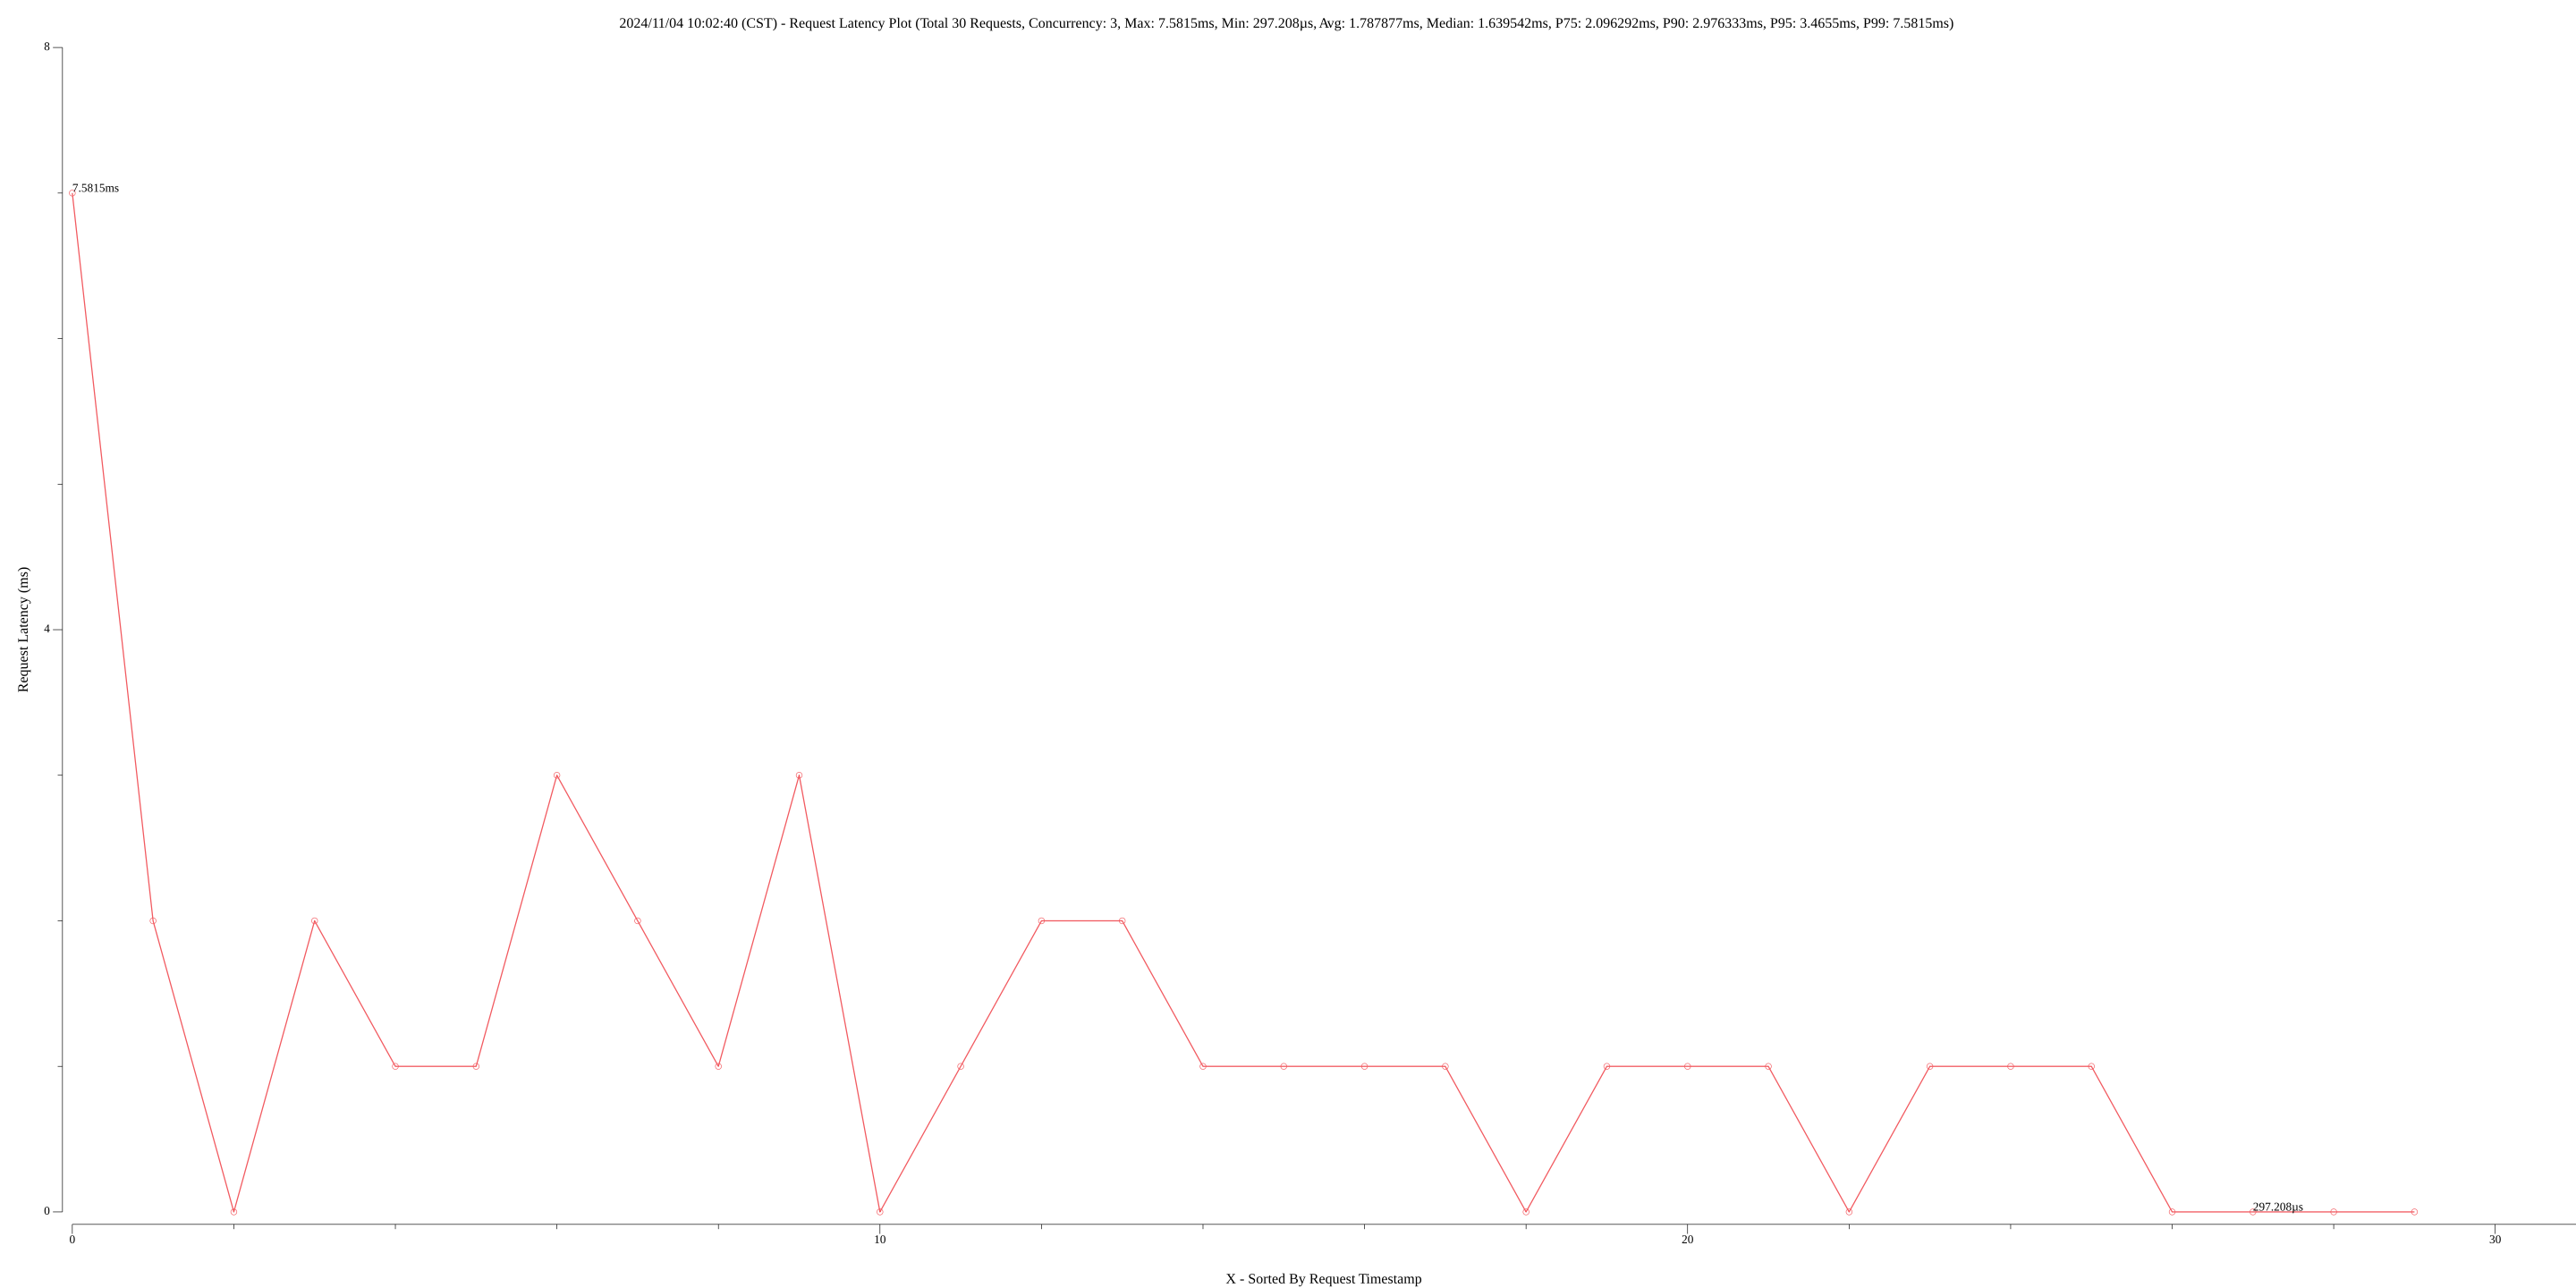 2024/11/04 10:02:40 (CST) - Request Latency Plot (Total 30 Requests, Concurrency: 3, Max: 7.5815ms, Min: 297.208µs, Avg: 1.787877ms, Median: 1.639542ms, P75: 2.096292ms, P90: 2.976333ms, P95: 3.4655ms, P99: 7.5815ms)
8
7.5815ms
4
Request Latency (ms)
0
297.208µs
0 10 20 30
X - Sorted By Request Timestamp